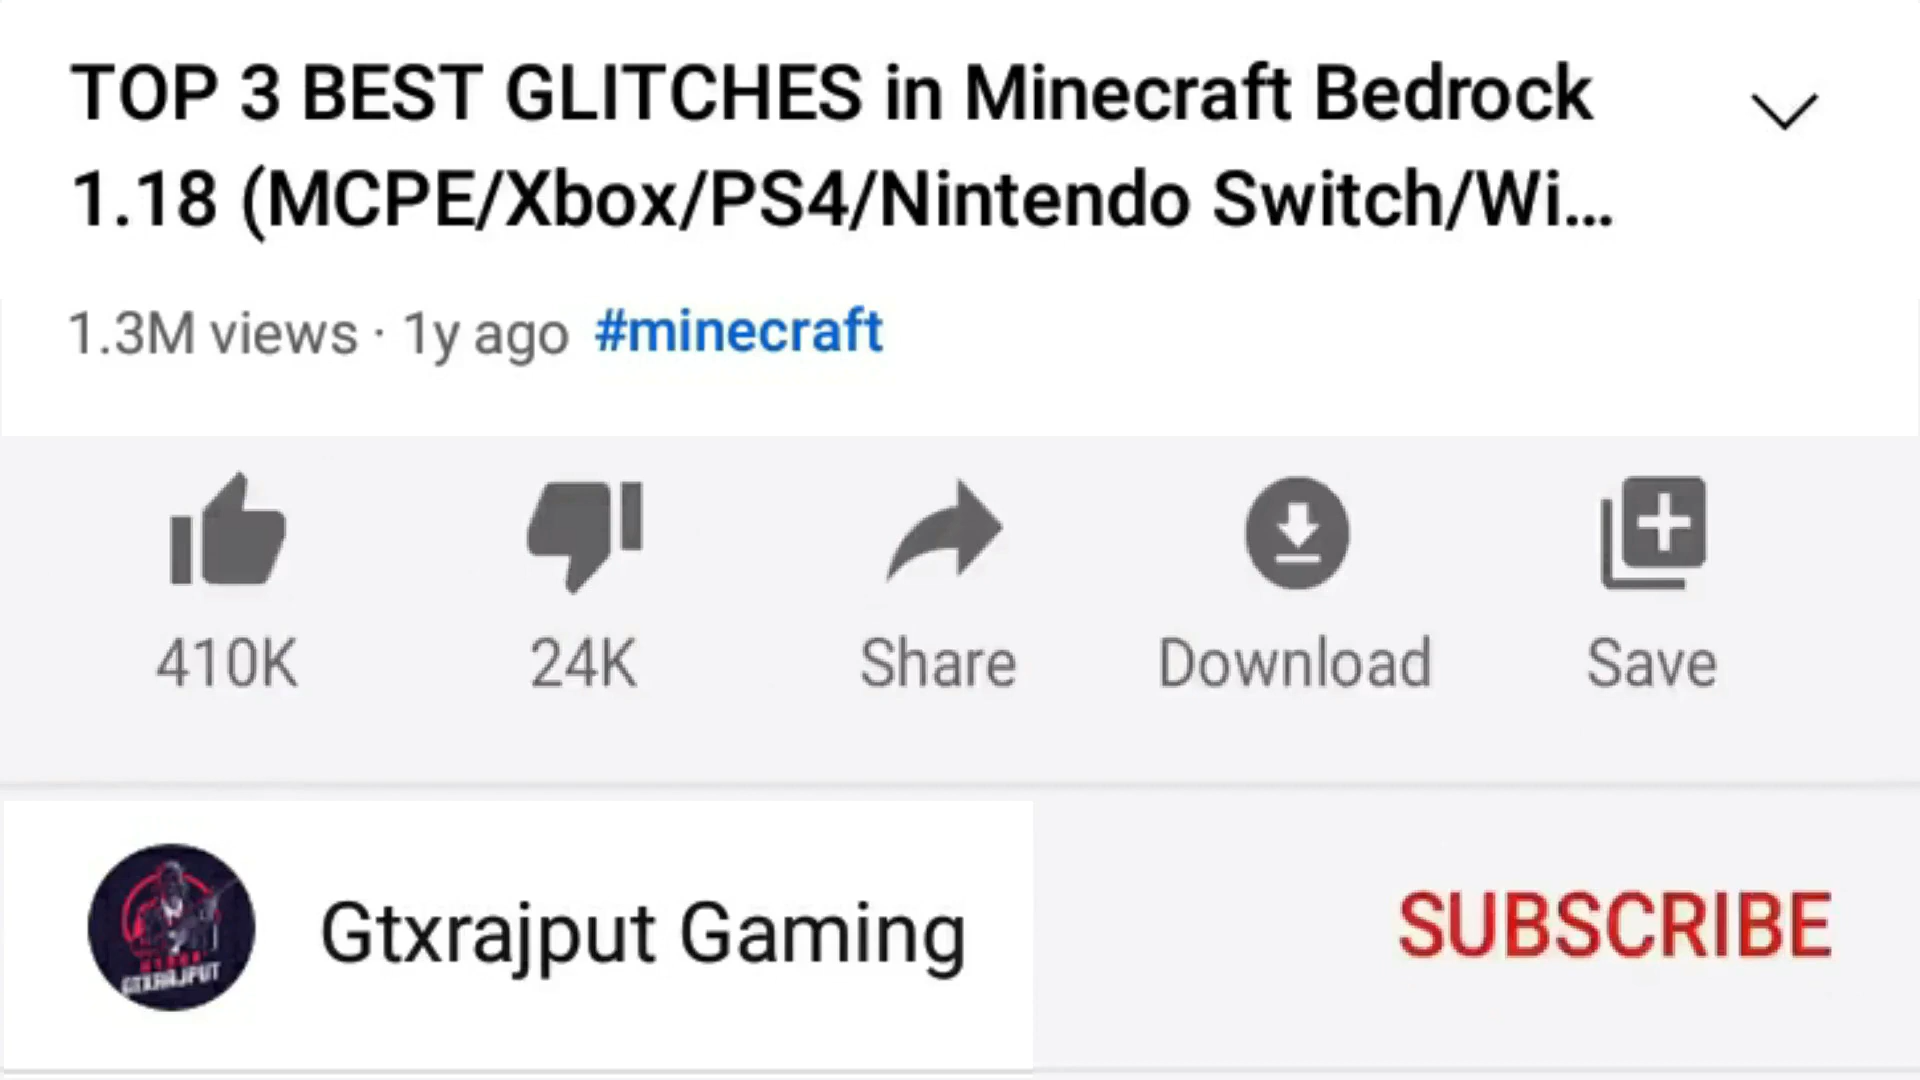 TOP 3 BEST GLITCHES in Minecraft Bedrock
1.18 (MCPE/Xbox/PS4/Nintendo Switch/Wi...
1.3M views · 1y ago #minecraft
410K 24K Share Download Save
GTXRAJPUT
Gtxrajput Gaming SUBSCRIBE